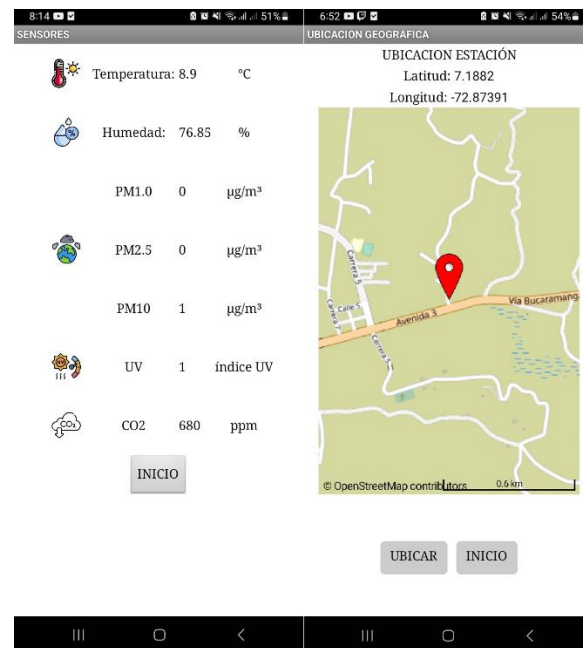 8:14
51%
SENSORES
Temperatura: 8.9 °C
Humedad: 76.85 %
PM1.0 0 µg/m³
PM2.5 0 µg/m³
PM10 1 µg/m³
UV 1 índice UV
CO2 680 ppm
INICIO
6:52
54%
UBICACION GEOGRAFICA
UBICACION ESTACIÓN
Latitud: 7.1882
Longitud: -72.87391
Carrera 5
Calle 5
Carrera 7
Avenida 3
Via Bucaramang
Carrera 5
© OpenStreetMap contributors
0.6 km
UBICAR INICIO